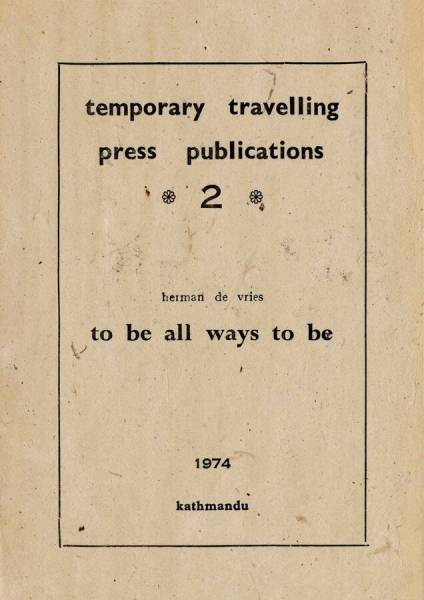 temporary travelling
press publications
2
herman de vries
to be all ways to be
1974
kathmandu